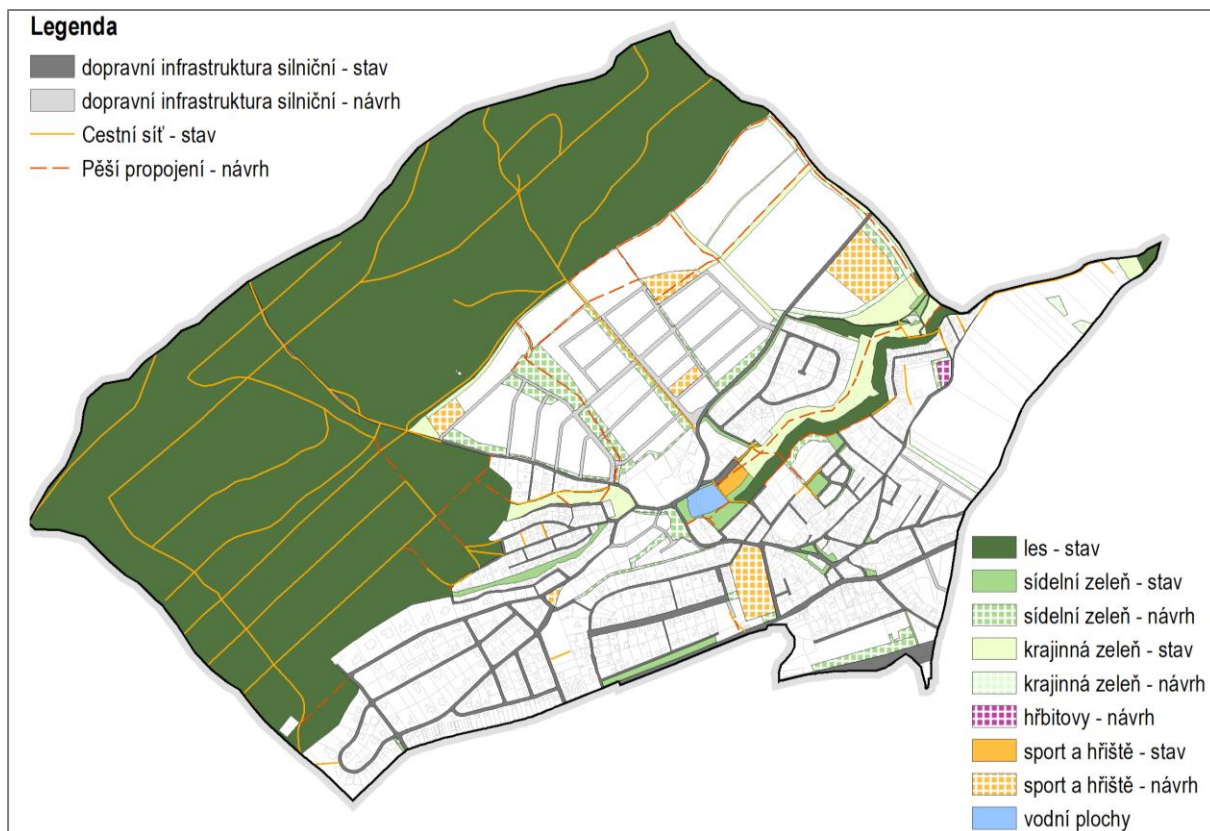 Legenda
dopravní infrastruktura silniční - stav
dopravní infrastruktura silniční - návrh
Cestní síť - stav
Pěší propojení - návrh
les - stav
sídelní zeleň - stav
sídelní zeleň - návrh
krajinná zeleň - stav
krajinná zeleň - návrh
hřbitovy - návrh
sport a hřiště - stav
sport a hřiště - návrh
vodní plochy